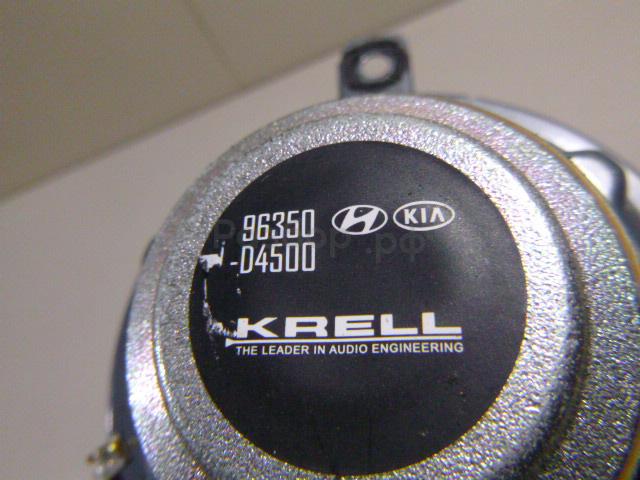 96350
-D4500
KIA
KRELL
THE LEADER IN AUDIO ENGINEERING